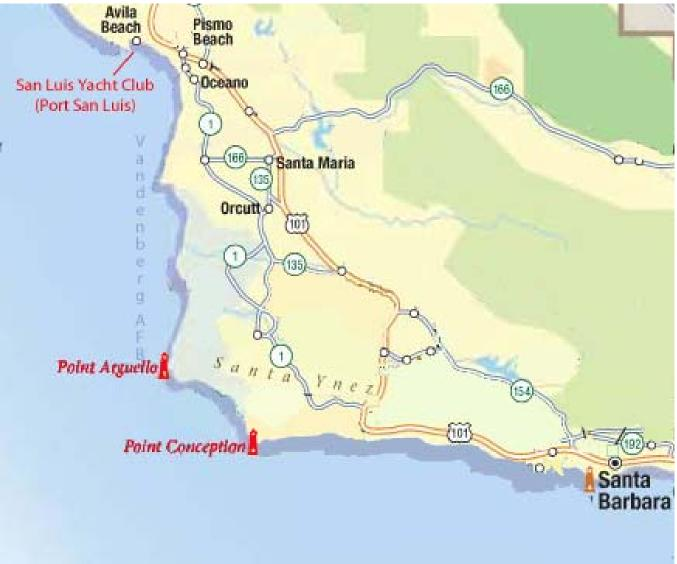 Avila
Beach
Pismo
Beach
San Luis Yacht Club
(Port San Luis)
Oceano
166
1
166
Santa Maria
135
Orcutt
101
Vandenberg AFB
1
135
Point Arguello
1
Santa Ynez
154
Point Conception
101
192
Santa
Barbara